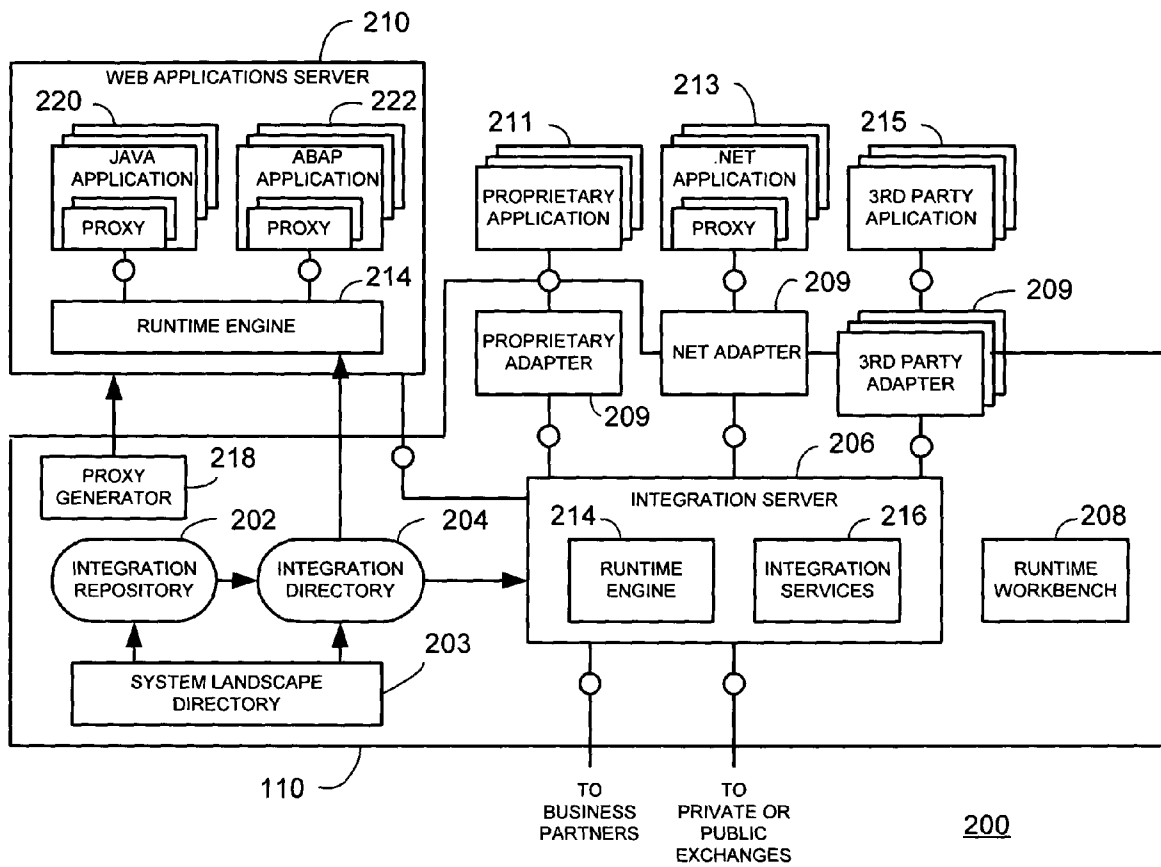 210
WEB APPLICATIONS SERVER
220
222
JAVA
APPLICATION
PROXY
ABAP
APPLICATION
PROXY
214
RUNTIME ENGINE
211
PROPRIETARY
APPLICATION
213
.NET
APPLICATION
PROXY
215
3RD PARTY
APLICATION
209
209
PROPRIETARY
ADAPTER
NET ADAPTER
3RD PARTY
ADAPTER
209
218
PROXY
GENERATOR
202
204
INTEGRATION
REPOSITORY
INTEGRATION
DIRECTORY
203
SYSTEM LANDSCAPE
DIRECTORY
206
INTEGRATION SERVER
214
216
RUNTIME
ENGINE
INTEGRATION
SERVICES
208
RUNTIME
WORKBENCH
110
TO
BUSINESS
PARTNERS
TO
PRIVATE OR
PUBLIC
EXCHANGES
200